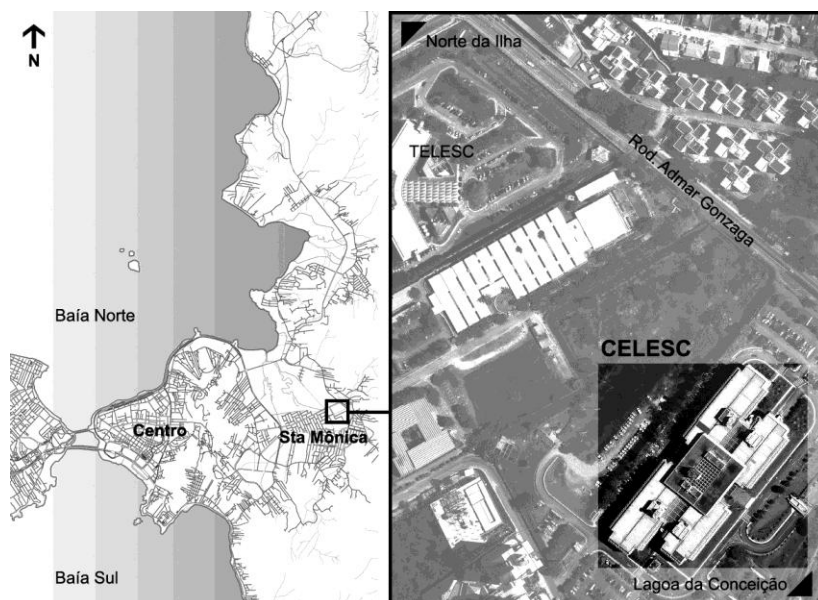 N
Baía Norte
Centro
Sta Mônica
Baía Sul
Norte da Ilha
TELESC
Rod. Admar Gonzaga
CELESC
Lagoa da Conceição